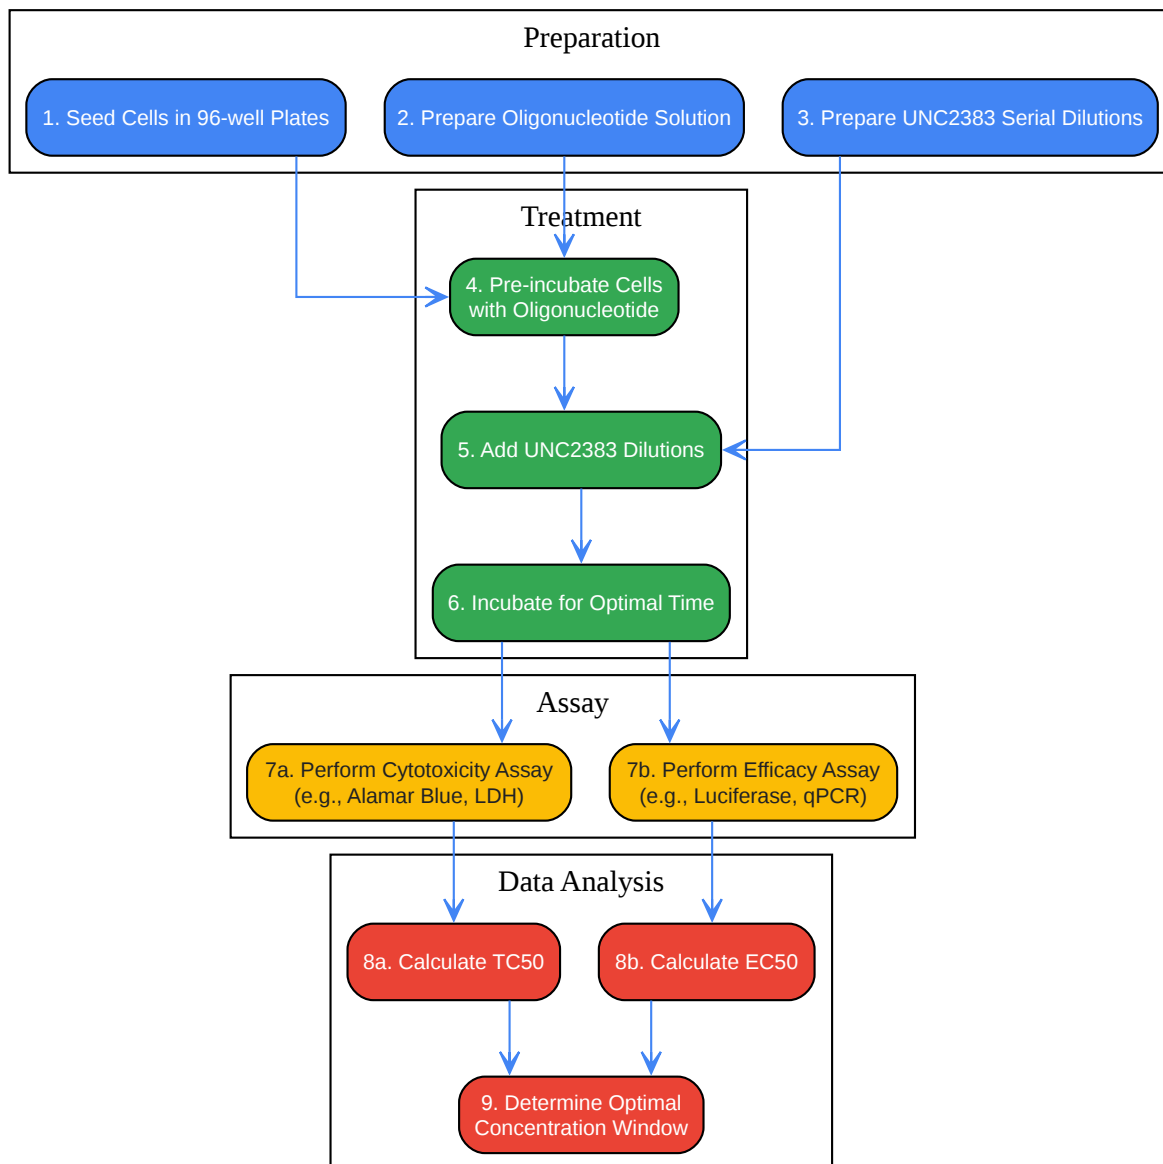 Preparation
1. Seed Cells in 96-well Plates
2. Prepare Oligonucleotide Solution
3. Prepare UNC2383 Serial Dilutions
Treatment
4. Pre-incubate Cells
with Oligonucleotide
5. Add UNC2383 Dilutions
6. Incubate for Optimal Time
Assay
7a. Perform Cytotoxicity Assay
(e.g., Alamar Blue, LDH)
7b. Perform Efficacy Assay
(e.g., Luciferase, qPCR)
Data Analysis
8a. Calculate TC50
8b. Calculate EC50
9. Determine Optimal
Concentration Window